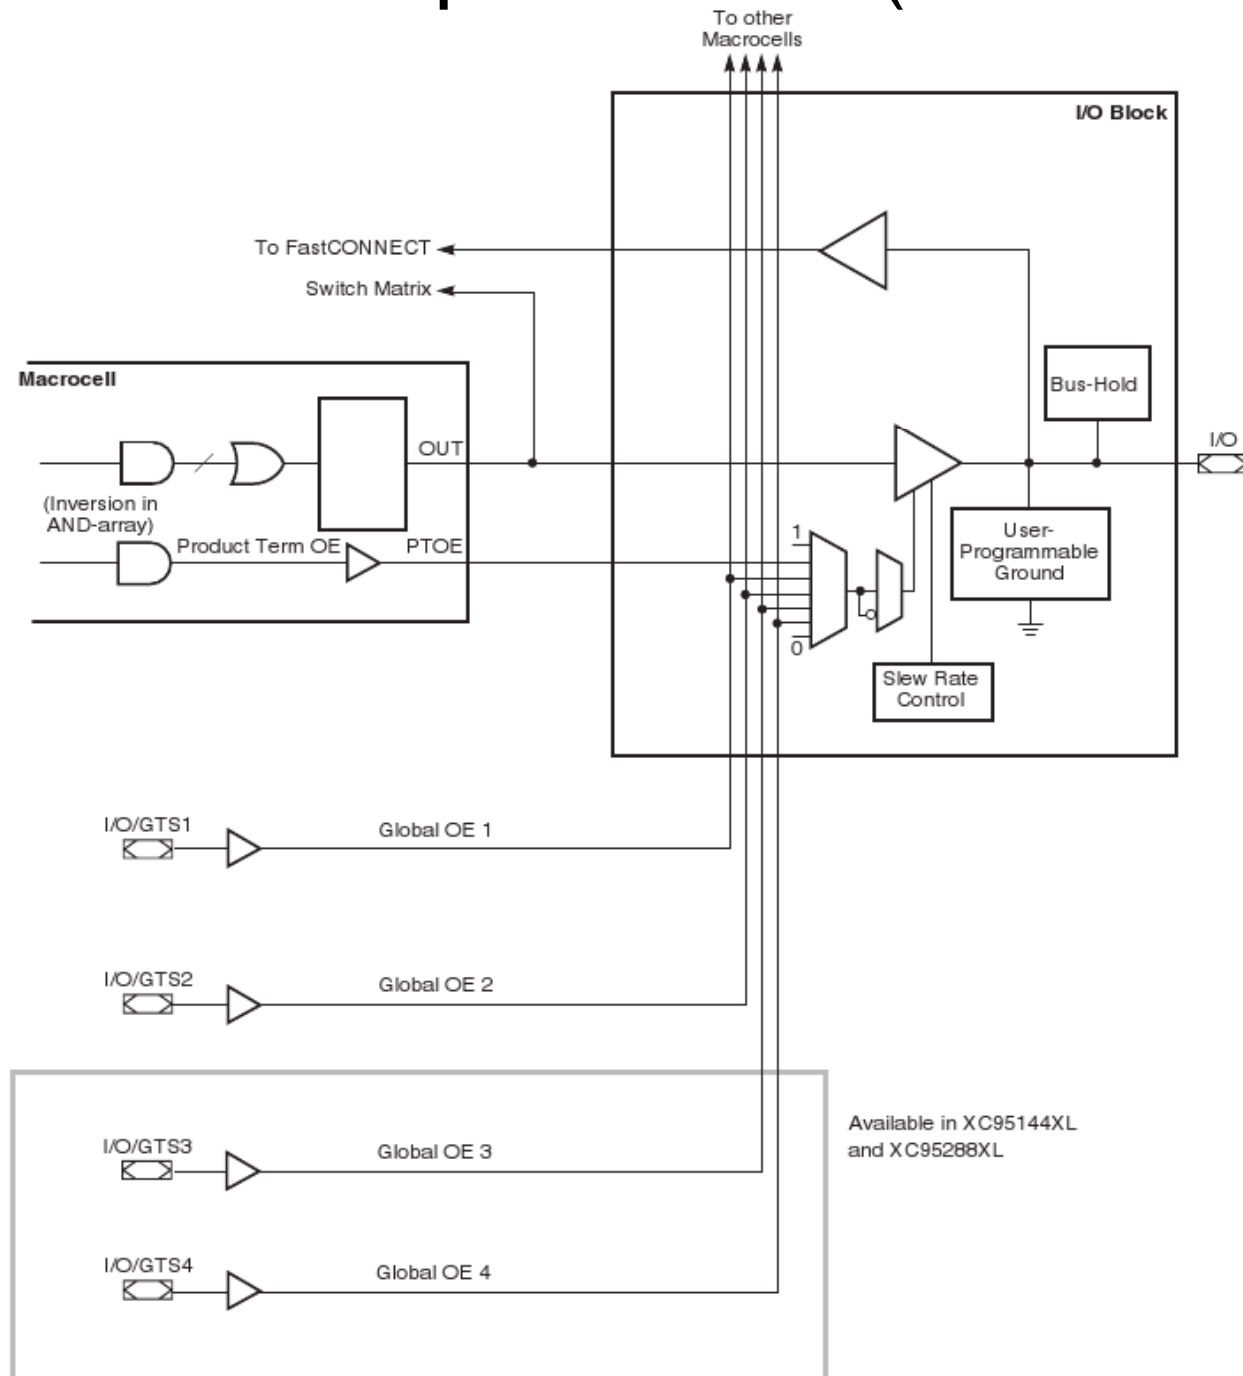 To other
Macrocells
I/O Block
To FastCONNECT
Switch Matrix
Macrocell
Bus-Hold
OUT
I/O
(Inversion in
AND-array)
Product Term OE
PTOE
1
User-
Programmable
Ground
0
Slew Rate
Control
I/O/GTS1
Global OE 1
I/O/GTS2
Global OE 2
Available in XC95144XL
and XC95288XL
I/O/GTS3
Global OE 3
I/O/GTS4
Global OE 4